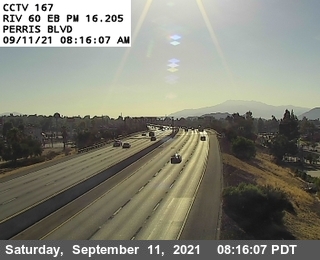 CCTV 167
RIV 60 EB PM 16.205
PERRIS BLVD
09/11/21 08:16:07 AM
Saturday, September 11, 2021 08:16:07 PDT